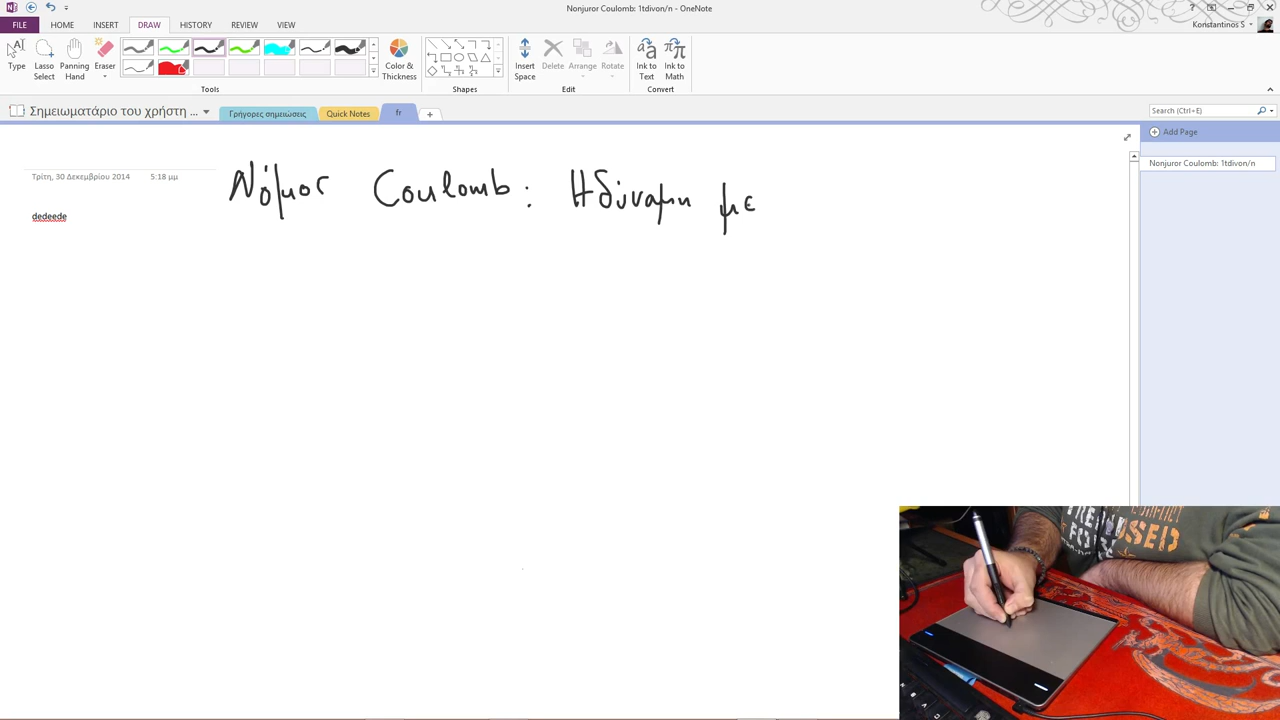 Nonjuror Coulomb: 1tdivon/n - OneNote
FILE HOME INSERT DRAW HISTORY REVIEW VIEW
Konstantinos S
Type
Lasso Select
Panning Hand
Eraser
Color & Thickness
Insert Space
Delete
Arrange
Rotate
Ink to Text
Ink to Math
Tools
Shapes
Edit
Convert
Σημειωματάριο του χρήστη ...
Γρήγορες σημειώσεις
Quick Notes
fr
Search (Ctrl+E)
Add Page
Nonjuror Coulomb: 1tdivon/n
Τρίτη, 30 Δεκεμβρίου 2014 5:18 μμ
Νόμος Coulomb: Η δύναμη με
dedeede